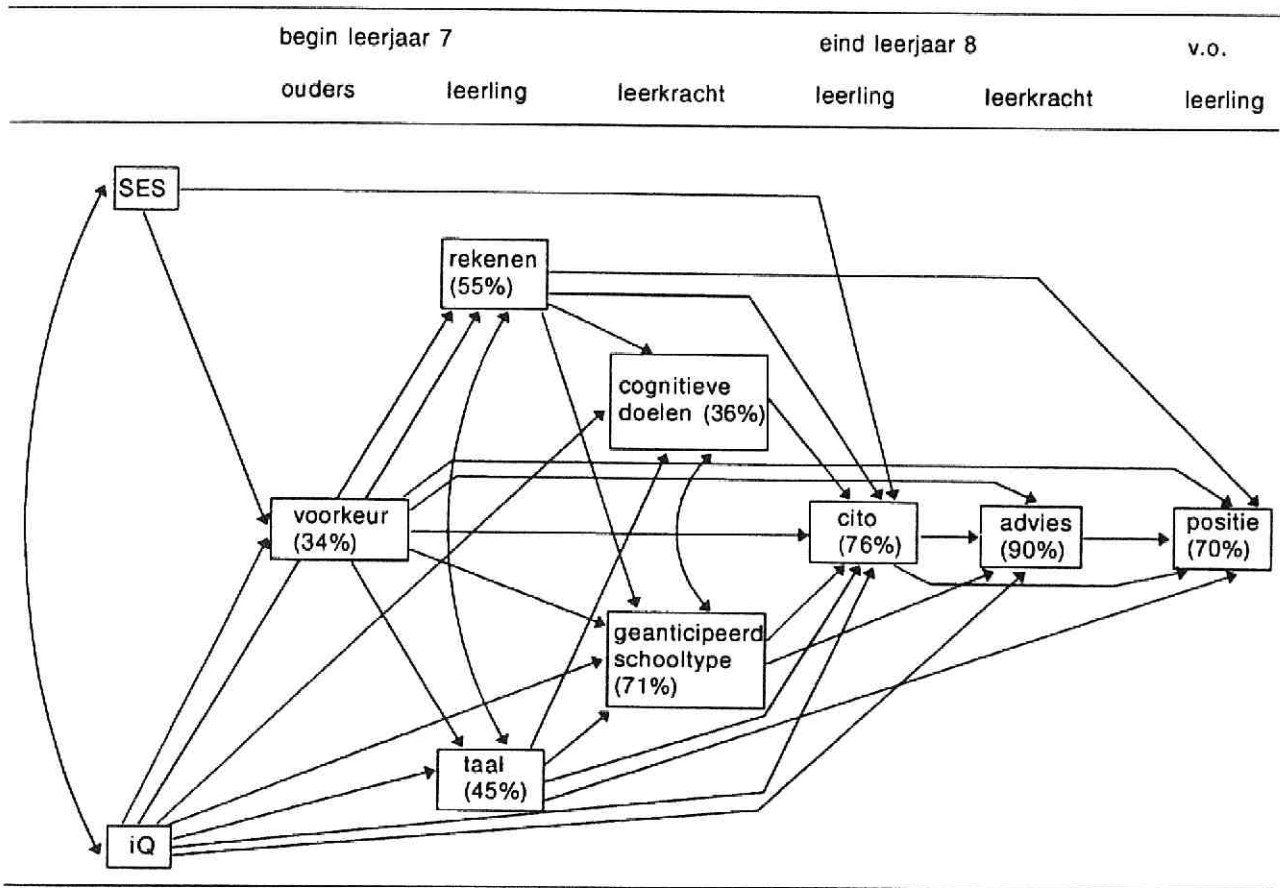 begin leerjaar 7
eind leerjaar 8
v.o.
ouders
leerling
leerkracht
leerling
leerkracht
leerling
SES
rekenen
(55%)
cognitieve
doelen (36%)
voorkeur
(34%)
cito
(76%)
advies
(90%)
positie
(70%)
geanticipeerd
schooltype
(71%)
taal
(45%)
iQ